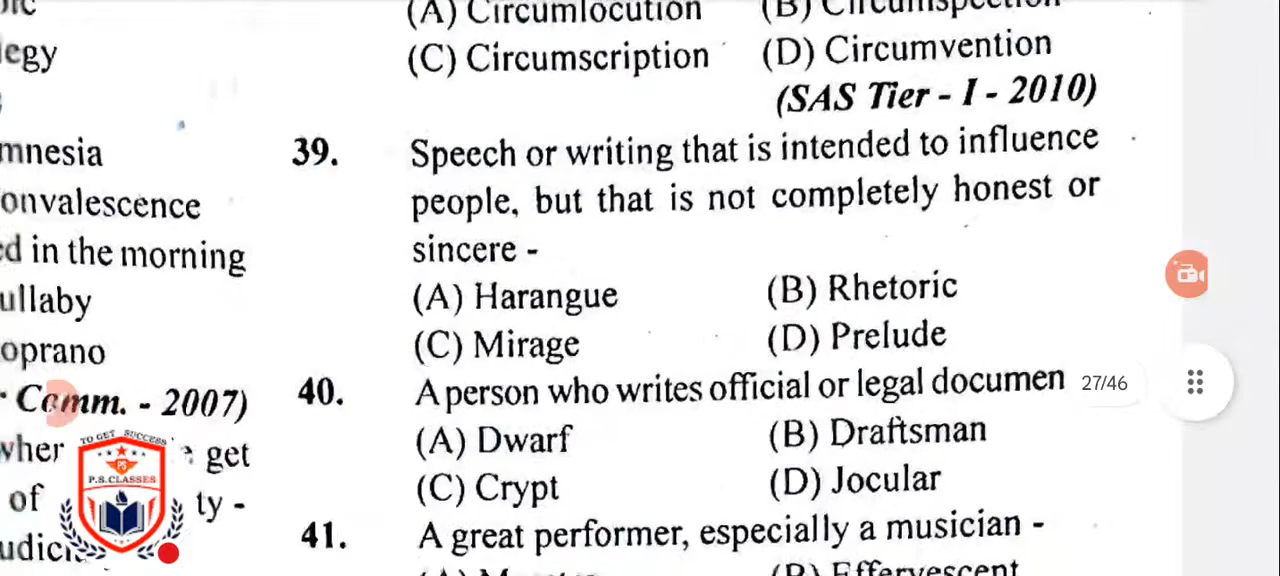 egy
mnesia
onvalescence
d in the morning
ullaby
oprano
Comm. - 2007)
get
of
ty -
TO GET SUCCESS
PS
P.S.CLASSES
(A) Circumlocution
(B) Circumspection
(C) Circumscription
(D) Circumvention
(SAS Tier - I - 2010)
39. Speech or writing that is intended to influence
people, but that is not completely honest or
sincere -
(A) Harangue (B) Rhetoric
(C) Mirage (D) Prelude
40. A person who writes official or legal documen
(A) Dwarf (B) Draftsman
(C) Crypt (D) Jocular
41. A great performer, especially a musician -
(B) Effervescent
27/46